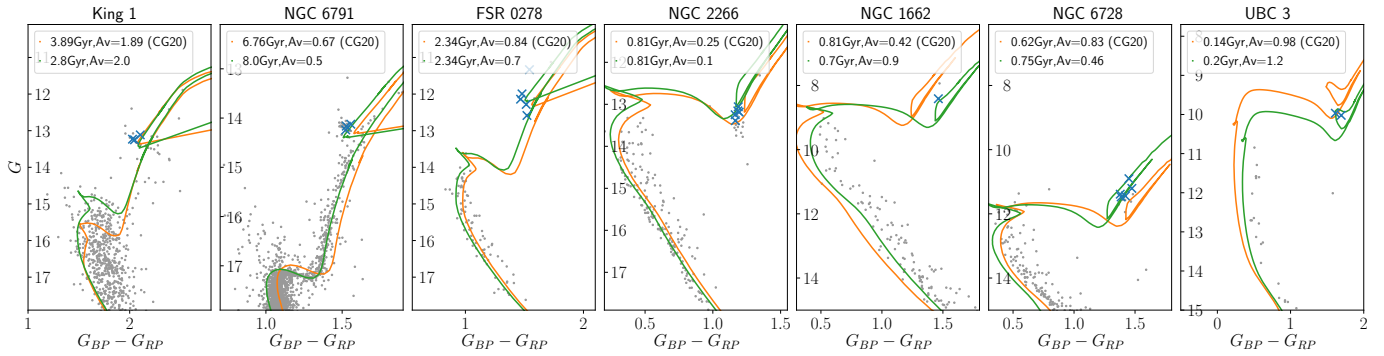 King 1
NGC 6791
FSR 0278
NGC 2266
NGC 1662
NGC 6728
UBC 3
3.89Gyr,Av=1.89 (CG20)
2.8Gyr,Av=2.0
6.76Gyr,Av=0.67 (CG20)
8.0Gyr,Av=0.5
2.34Gyr,Av=0.84 (CG20)
2.34Gyr,Av=0.7
0.81Gyr,Av=0.25 (CG20)
0.81Gyr,Av=0.1
0.81Gyr,Av=0.42 (CG20)
0.7Gyr,Av=0.9
0.62Gyr,Av=0.83 (CG20)
0.75Gyr,Av=0.46
0.14Gyr,Av=0.98 (CG20)
0.2Gyr,Av=1.2
G
11
12
13
14
15
16
17
13
14
15
16
17
12
13
14
15
16
17
13
14
15
16
17
8
10
12
14
8
10
12
14
8
9
10
11
12
13
14
15
1 2
1.0 1.5
1 2
0.5 1.0 1.5
0.5 1.0 1.5
0.5 1.0 1.5
0 1 2
G_BP − G_RP
G_BP − G_RP
G_BP − G_RP
G_BP − G_RP
G_BP − G_RP
G_BP − G_RP
G_BP − G_RP